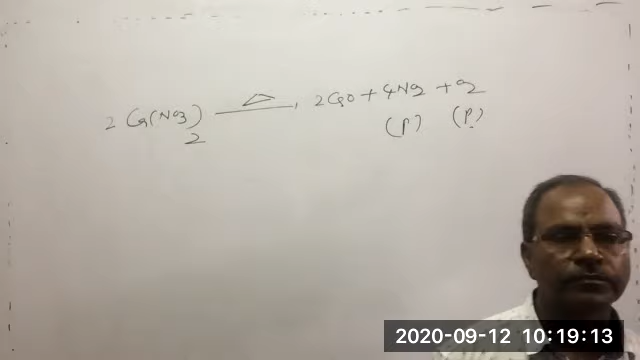 2 Ca(NO3)2 —Δ→ 2CaO + 4NO2 + O2
(P) (P)
2020-09-12 10:19:13